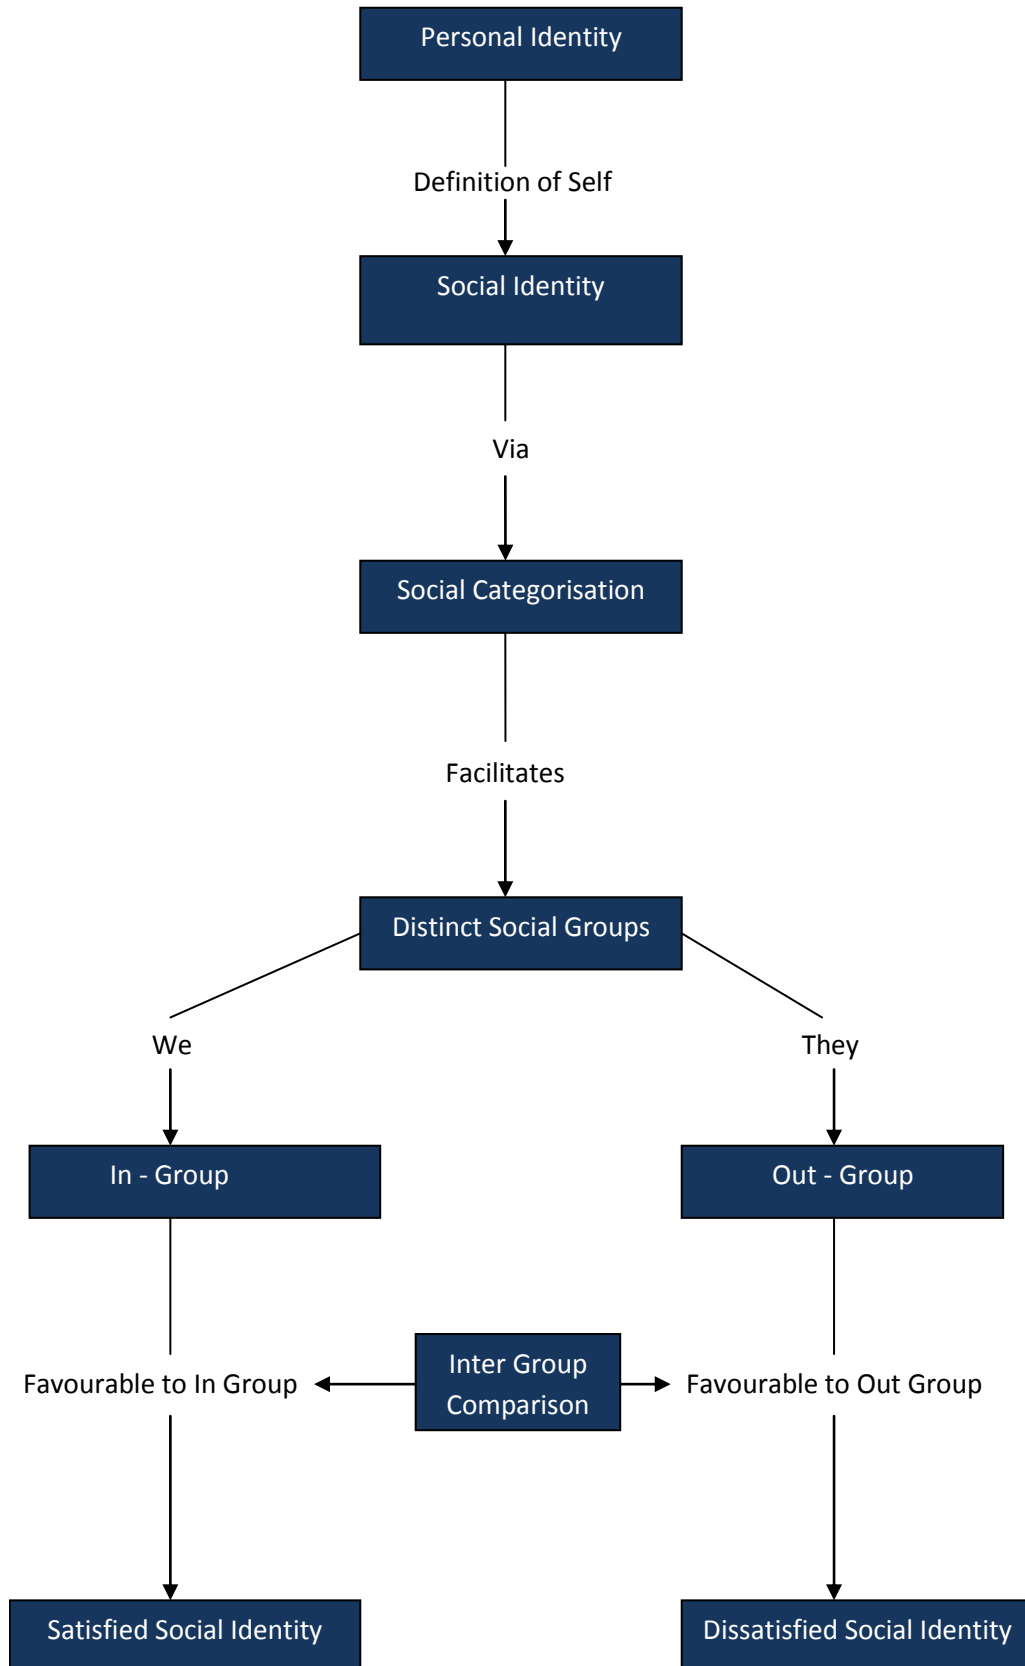 Personal Identity
Definition of Self
Social Identity
Via
Social Categorisation
Facilitates
Distinct Social Groups
We
They
In - Group
Out - Group
Inter Group
Comparison
Favourable to In Group
Favourable to Out Group
Satisfied Social Identity
Dissatisfied Social Identity